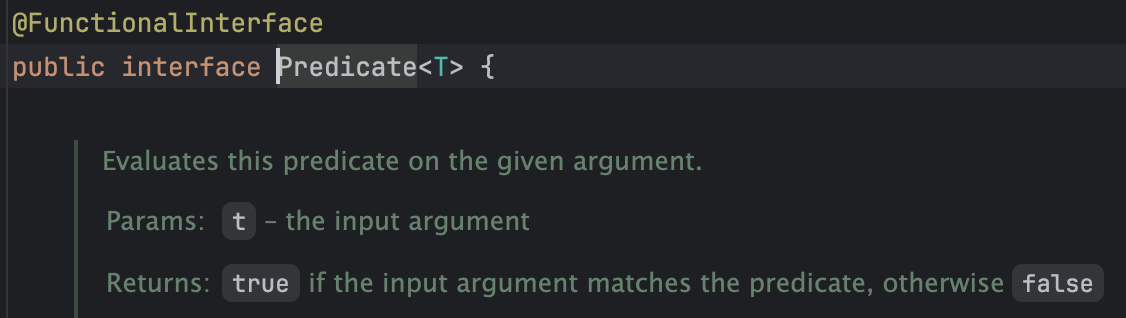 @FunctionalInterface
public interface Predicate<T> {
Evaluates this predicate on the given argument.
Params: t – the input argument
Returns: true if the input argument matches the predicate, otherwise false